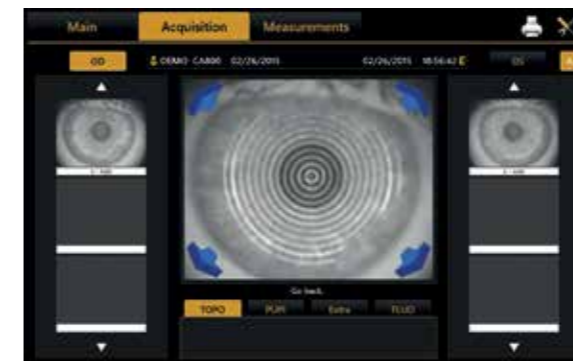 Main Acquisition Measurements
OD DEMO CA800 02/26/2015 02/26/2015 18:56:42 E OS
Go back.
TOPO PUPI Extra FLUO